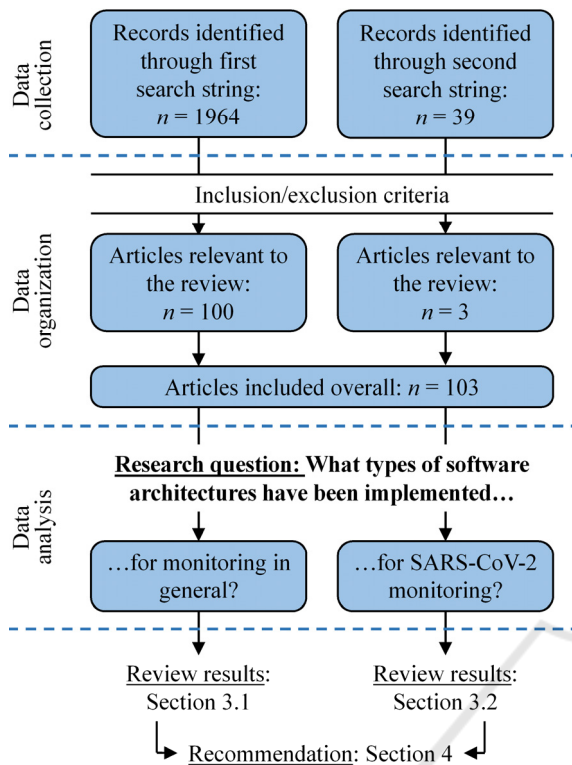 Data
collection
Records identified
through first
search string:
n = 1964
Records identified
through second
search string:
n = 39
Inclusion/exclusion criteria
Data
organization
Articles relevant to
the review:
n = 100
Articles relevant to
the review:
n = 3
Articles included overall: n = 103
Data
analysis
Research question: What types of software
architectures have been implemented…
…for monitoring in
general?
…for SARS-CoV-2
monitoring?
Review results:
Section 3.1
Review results:
Section 3.2
Recommendation: Section 4